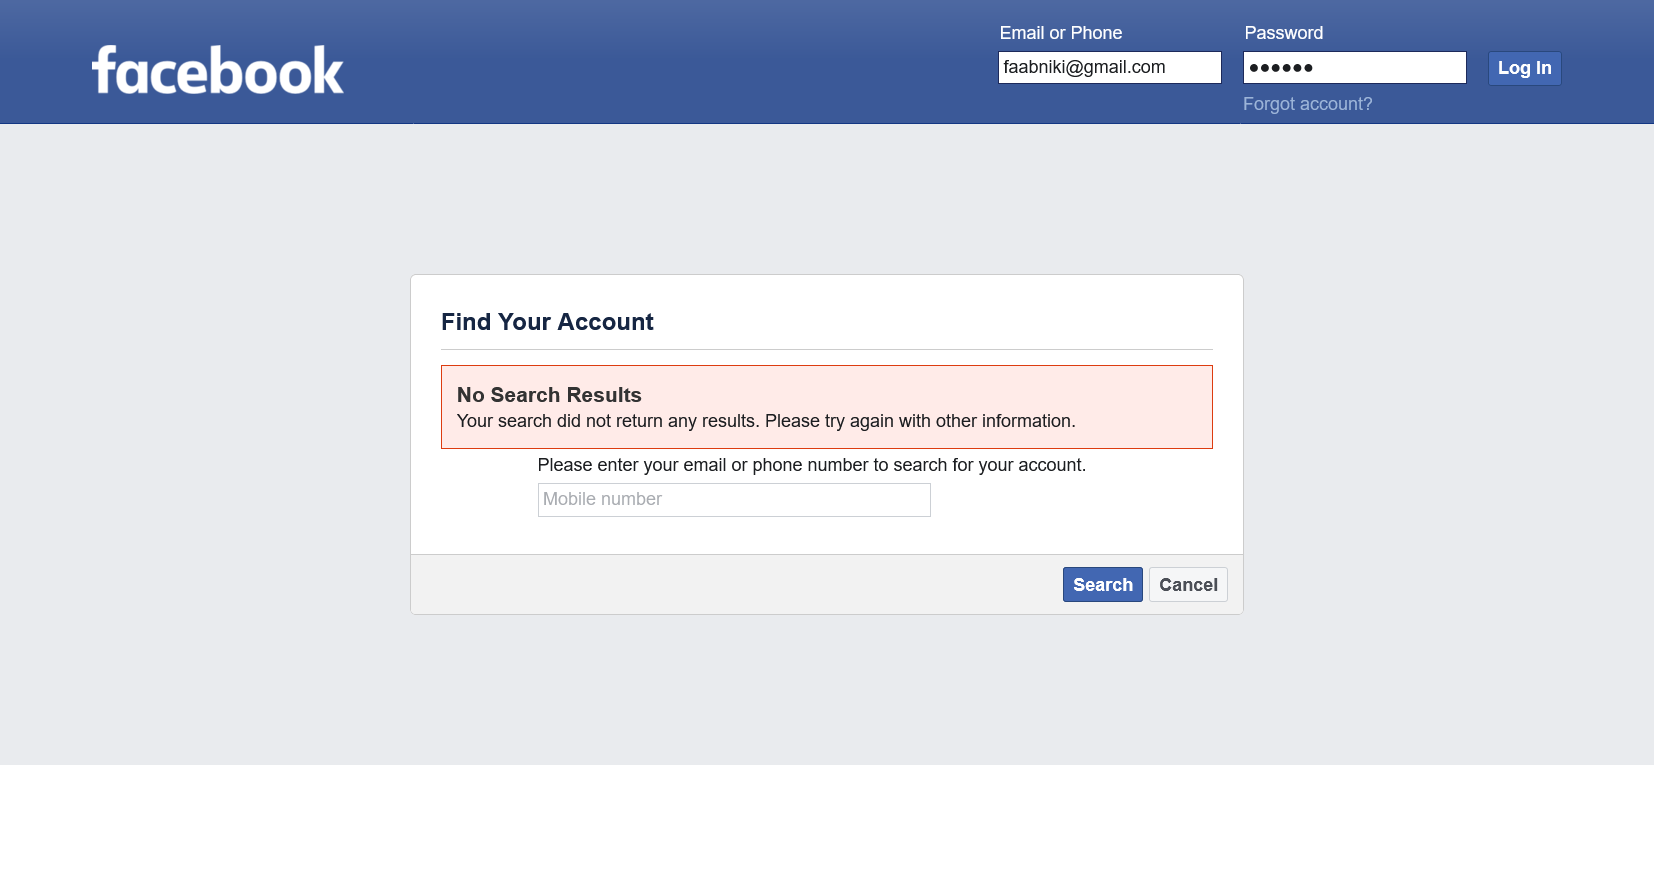 facebook
Email or Phone
Password
faabniki@gmail.com
●●●●●●
Log In
Forgot account?
Find Your Account
No Search Results
Your search did not return any results. Please try again with other information.
Please enter your email or phone number to search for your account.
Mobile number
Search
Cancel